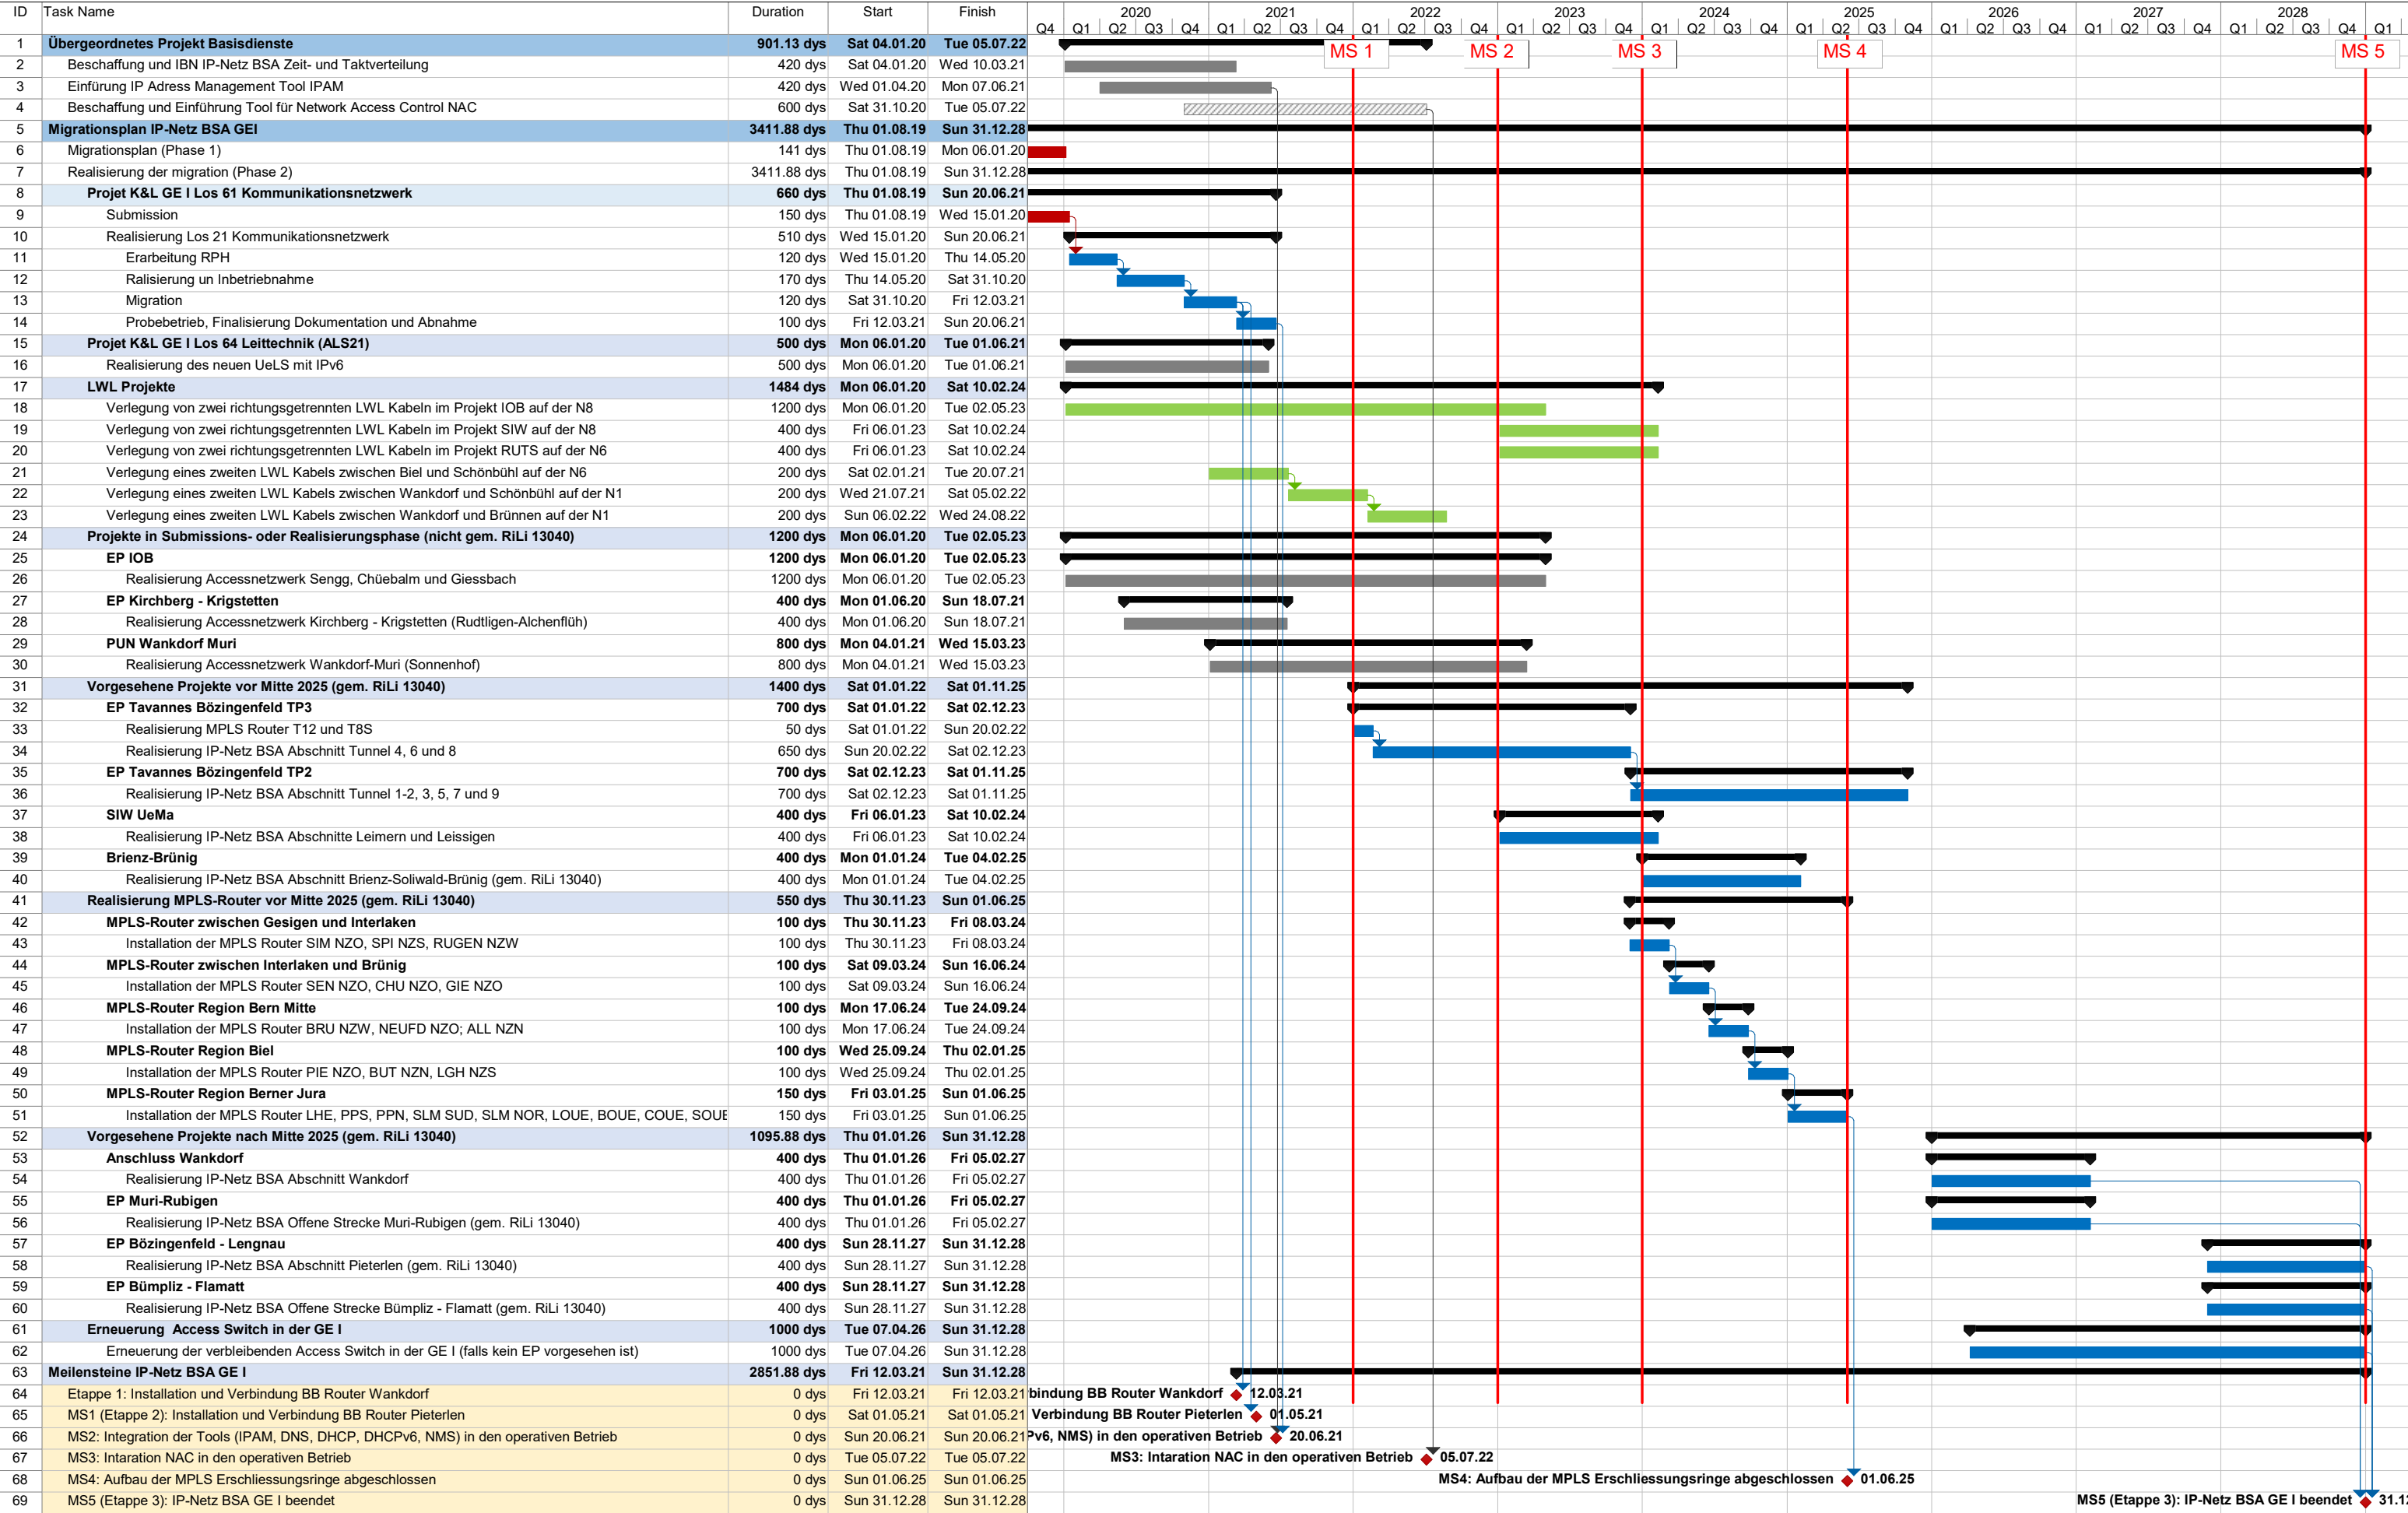 ID Task Name Duration Start Finish 2020 2021 2022 2023 2024 2025 2026 2027 2028
Q4 Q1 Q2 Q3 Q4 Q1 Q2 Q3 Q4 Q1 Q2 Q3 Q4 Q1 Q2 Q3 Q4 Q1 Q2 Q3 Q4 Q1 Q2 Q3 Q4 Q1 Q2 Q3 Q4 Q1 Q2 Q3 Q4 Q1 Q2 Q3 Q4 Q1
MS 1 MS 2 MS 3 MS 4 MS 5
1 Übergeordnetes Projekt Basisdienste 901.13 dys Sat 04.01.20 Tue 05.07.22
2 Beschaffung und IBN IP-Netz BSA Zeit- und Taktverteilung 420 dys Sat 04.01.20 Wed 10.03.21
3 Einfürung IP Adress Management Tool IPAM 420 dys Wed 01.04.20 Mon 07.06.21
4 Beschaffung und Einführung Tool für Network Access Control NAC 600 dys Sat 31.10.20 Tue 05.07.22
5 Migrationsplan IP-Netz BSA GEI 3411.88 dys Thu 01.08.19 Sun 31.12.28
6 Migrationsplan (Phase 1) 141 dys Thu 01.08.19 Mon 06.01.20
7 Realisierung der migration (Phase 2) 3411.88 dys Thu 01.08.19 Sun 31.12.28
8 Projet K&L GE I Los 61 Kommunikationsnetzwerk 660 dys Thu 01.08.19 Sun 20.06.21
9 Submission 150 dys Thu 01.08.19 Wed 15.01.20
10 Realisierung Los 21 Kommunikationsnetzwerk 510 dys Wed 15.01.20 Sun 20.06.21
11 Erarbeitung RPH 120 dys Wed 15.01.20 Thu 14.05.20
12 Ralisierung un Inbetriebnahme 170 dys Thu 14.05.20 Sat 31.10.20
13 Migration 120 dys Sat 31.10.20 Fri 12.03.21
14 Probebetrieb, Finalisierung Dokumentation und Abnahme 100 dys Fri 12.03.21 Sun 20.06.21
15 Projet K&L GE I Los 64 Leittechnik (ALS21) 500 dys Mon 06.01.20 Tue 01.06.21
16 Realisierung des neuen UeLS mit IPv6 500 dys Mon 06.01.20 Tue 01.06.21
17 LWL Projekte 1484 dys Mon 06.01.20 Sat 10.02.24
18 Verlegung von zwei richtungsgetrennten LWL Kabeln im Projekt IOB auf der N8 1200 dys Mon 06.01.20 Tue 02.05.23
19 Verlegung von zwei richtungsgetrennten LWL Kabeln im Projekt SIW auf der N8 400 dys Fri 06.01.23 Sat 10.02.24
20 Verlegung von zwei richtungsgetrennten LWL Kabeln im Projekt RUTS auf der N6 400 dys Fri 06.01.23 Sat 10.02.24
21 Verlegung eines zweiten LWL Kabels zwischen Biel und Schönbühl auf der N6 200 dys Sat 02.01.21 Tue 20.07.21
22 Verlegung eines zweiten LWL Kabels zwischen Wankdorf und Schönbühl auf der N1 200 dys Wed 21.07.21 Sat 05.02.22
23 Verlegung eines zweiten LWL Kabels zwischen Wankdorf und Brünnen auf der N1 200 dys Sun 06.02.22 Wed 24.08.22
24 Projekte in Submissions- oder Realisierungsphase (nicht gem. RiLi 13040) 1200 dys Mon 06.01.20 Tue 02.05.23
25 EP IOB 1200 dys Mon 06.01.20 Tue 02.05.23
26 Realisierung Accessnetzwerk Sengg, Chüebalm und Giessbach 1200 dys Mon 06.01.20 Tue 02.05.23
27 EP Kirchberg - Krigstetten 400 dys Mon 01.06.20 Sun 18.07.21
28 Realisierung Accessnetzwerk Kirchberg - Krigstetten (Rudtligen-Alchenflüh) 400 dys Mon 01.06.20 Sun 18.07.21
29 PUN Wankdorf Muri 800 dys Mon 04.01.21 Wed 15.03.23
30 Realisierung Accessnetzwerk Wankdorf-Muri (Sonnenhof) 800 dys Mon 04.01.21 Wed 15.03.23
31 Vorgesehene Projekte vor Mitte 2025 (gem. RiLi 13040) 1400 dys Sat 01.01.22 Sat 01.11.25
32 EP Tavannes Bözingenfeld TP3 700 dys Sat 01.01.22 Sat 02.12.23
33 Realisierung MPLS Router T12 und T8S 50 dys Sat 01.01.22 Sun 20.02.22
34 Realisierung IP-Netz BSA Abschnitt Tunnel 4, 6 und 8 650 dys Sun 20.02.22 Sat 02.12.23
35 EP Tavannes Bözingenfeld TP2 700 dys Sat 02.12.23 Sat 01.11.25
36 Realisierung IP-Netz BSA Abschnitt Tunnel 1-2, 3, 5, 7 und 9 700 dys Sat 02.12.23 Sat 01.11.25
37 SIW UeMa 400 dys Fri 06.01.23 Sat 10.02.24
38 Realisierung IP-Netz BSA Abschnitte Leimern und Leissigen 400 dys Fri 06.01.23 Sat 10.02.24
39 Brienz-Brünig 400 dys Mon 01.01.24 Tue 04.02.25
40 Realisierung IP-Netz BSA Abschnitt Brienz-Soliwald-Brünig (gem. RiLi 13040) 400 dys Mon 01.01.24 Tue 04.02.25
41 Realisierung MPLS-Router vor Mitte 2025 (gem. RiLi 13040) 550 dys Thu 30.11.23 Sun 01.06.25
42 MPLS-Router zwischen Gesigen und Interlaken 100 dys Thu 30.11.23 Fri 08.03.24
43 Installation der MPLS Router SIM NZO, SPI NZS, RUGEN NZW 100 dys Thu 30.11.23 Fri 08.03.24
44 MPLS-Router zwischen Interlaken und Brünig 100 dys Sat 09.03.24 Sun 16.06.24
45 Installation der MPLS Router SEN NZO, CHU NZO, GIE NZO 100 dys Sat 09.03.24 Sun 16.06.24
46 MPLS-Router Region Bern Mitte 100 dys Mon 17.06.24 Tue 24.09.24
47 Installation der MPLS Router BRU NZW, NEUFD NZO; ALL NZN 100 dys Mon 17.06.24 Tue 24.09.24
48 MPLS-Router Region Biel 100 dys Wed 25.09.24 Thu 02.01.25
49 Installation der MPLS Router PIE NZO, BUT NZN, LGH NZS 100 dys Wed 25.09.24 Thu 02.01.25
50 MPLS-Router Region Berner Jura 150 dys Fri 03.01.25 Sun 01.06.25
51 Installation der MPLS Router LHE, PPS, PPN, SLM SUD, SLM NOR, LOUE, BOUE, COUE, SOUE 150 dys Fri 03.01.25 Sun 01.06.25
52 Vorgesehene Projekte nach Mitte 2025 (gem. RiLi 13040) 1095.88 dys Thu 01.01.26 Sun 31.12.28
53 Anschluss Wankdorf 400 dys Thu 01.01.26 Fri 05.02.27
54 Realisierung IP-Netz BSA Abschnitt Wankdorf 400 dys Thu 01.01.26 Fri 05.02.27
55 EP Muri-Rubigen 400 dys Thu 01.01.26 Fri 05.02.27
56 Realisierung IP-Netz BSA Offene Strecke Muri-Rubigen (gem. RiLi 13040) 400 dys Thu 01.01.26 Fri 05.02.27
57 EP Bözingenfeld - Lengnau 400 dys Sun 28.11.27 Sun 31.12.28
58 Realisierung IP-Netz BSA Abschnitt Pieterlen (gem. RiLi 13040) 400 dys Sun 28.11.27 Sun 31.12.28
59 EP Bümpliz - Flamatt 400 dys Sun 28.11.27 Sun 31.12.28
60 Realisierung IP-Netz BSA Offene Strecke Bümpliz - Flamatt (gem. RiLi 13040) 400 dys Sun 28.11.27 Sun 31.12.28
61 Erneuerung Access Switch in der GE I 1000 dys Tue 07.04.26 Sun 31.12.28
62 Erneuerung der verbleibenden Access Switch in der GE I (falls kein EP vorgesehen ist) 1000 dys Tue 07.04.26 Sun 31.12.28
63 Meilensteine IP-Netz BSA GE I 2851.88 dys Fri 12.03.21 Sun 31.12.28
64 Etappe 1: Installation und Verbindung BB Router Wankdorf 0 dys Fri 12.03.21 Fri 12.03.21 bindung BB Router Wankdorf 12.03.21
65 MS1 (Etappe 2): Installation und Verbindung BB Router Pieterlen 0 dys Sat 01.05.21 Sat 01.05.21 Verbindung BB Router Pieterlen 01.05.21
66 MS2: Integration der Tools (IPAM, DNS, DHCP, DHCPv6, NMS) in den operativen Betrieb 0 dys Sun 20.06.21 Sun 20.06.21 Pv6, NMS) in den operativen Betrieb 20.06.21
67 MS3: Intaration NAC in den operativen Betrieb 0 dys Tue 05.07.22 Tue 05.07.22 MS3: Intaration NAC in den operativen Betrieb 05.07.22
68 MS4: Aufbau der MPLS Erschliessungsringe abgeschlossen 0 dys Sun 01.06.25 Sun 01.06.25 MS4: Aufbau der MPLS Erschliessungsringe abgeschlossen 01.06.25
69 MS5 (Etappe 3): IP-Netz BSA GE I beendet 0 dys Sun 31.12.28 Sun 31.12.28 MS5 (Etappe 3): IP-Netz BSA GE I beendet 31.1